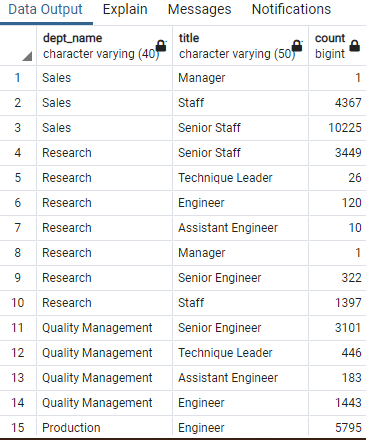 Data Output Explain Messages Notifications
dept_name title count
character varying (40) character varying (50) bigint
1 Sales Manager 1
2 Sales Staff 4367
3 Sales Senior Staff 10225
4 Research Senior Staff 3449
5 Research Technique Leader 26
6 Research Engineer 120
7 Research Assistant Engineer 10
8 Research Manager 1
9 Research Senior Engineer 322
10 Research Staff 1397
11 Quality Management Senior Engineer 3101
12 Quality Management Technique Leader 446
13 Quality Management Assistant Engineer 183
14 Quality Management Engineer 1443
15 Production Engineer 5795